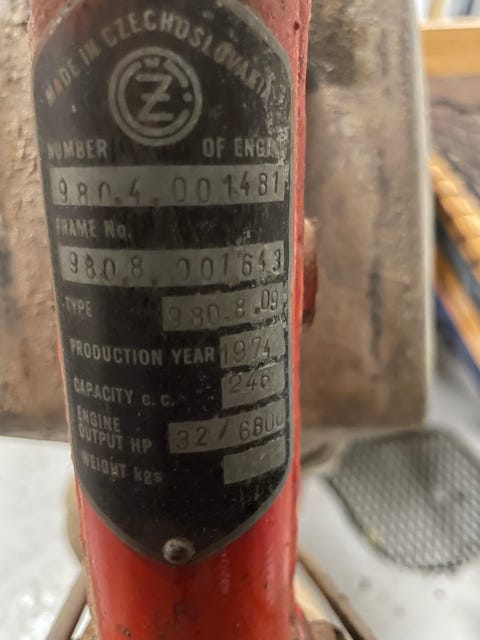 MADE IN CZECHOSLOVAKIA
CZ
NUMBER OF ENGINE
980.4.001481
FRAME No.
980.8.001643
TYPE 980.8.09
PRODUCTION YEAR 1974
CAPACITY c.c. 246
ENGINE
OUTPUT HP 32/6800
WEIGHT kgs